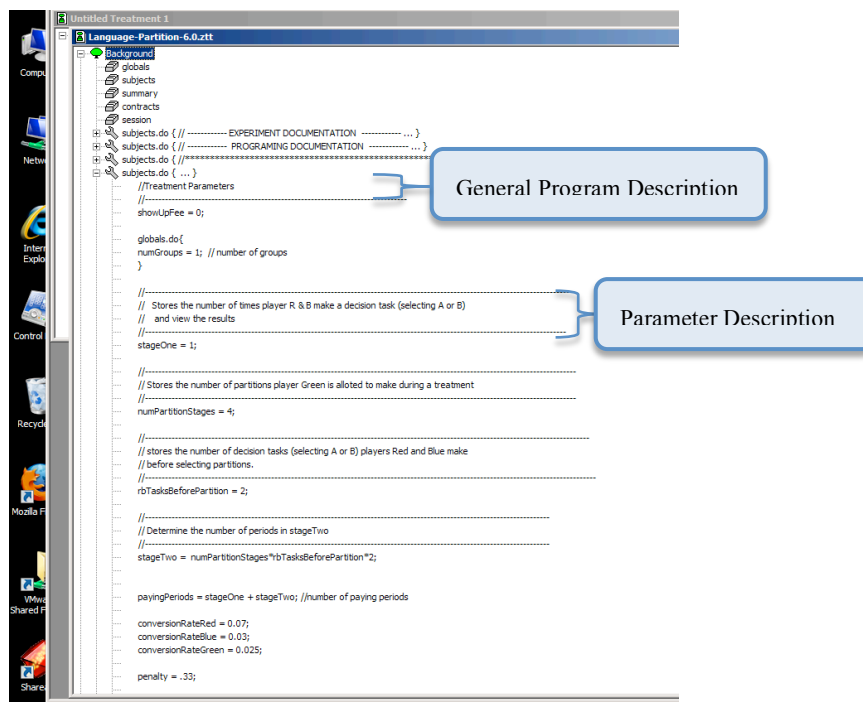 Untitled Treatment 1
Language-Partition-6.0.ztt
Background
globals
subjects
summary
contracts
session
subjects.do { // ------------ EXPERIMENT DOCUMENTATION ------------ ... }
subjects.do { // ------------ PROGRAMING DOCUMENTATION ------------ ... }
subjects.do { //**************************************************
subjects.do { ... }
//Treatment Parameters
//------------------------------------------------------------------
showUpFee = 0;
globals.do{
numGroups = 1; // number of groups
}
//------------------------------------------------------------------
// Stores the number of times player R & B make a decision task (selecting A or B)
// and view the results
//------------------------------------------------------------------
stageOne = 1;
//------------------------------------------------------------------
// Stores the number of partitions player Green is alloted to make during a treatment
//------------------------------------------------------------------
numPartitionStages = 4;
//------------------------------------------------------------------
// stores the number of decision tasks (selecting A or B) players Red and Blue make
// before selecting partitions.
//------------------------------------------------------------------
rbTasksBeforePartition = 2;
//------------------------------------------------------------------
// Determine the number of periods in stageTwo
//------------------------------------------------------------------
stageTwo = numPartitionStages*rbTasksBeforePartition*2;
payingPeriods = stageOne + stageTwo; //number of paying periods
conversionRateRed = 0.07;
conversionRateBlue = 0.03;
conversionRateGreen = 0.025;
penalty = .33;
General Program Description
Parameter Description
Compu
Netw
Inter
Explo
Control
Recycl
Mozilla F
VMwa
Shared F
Share